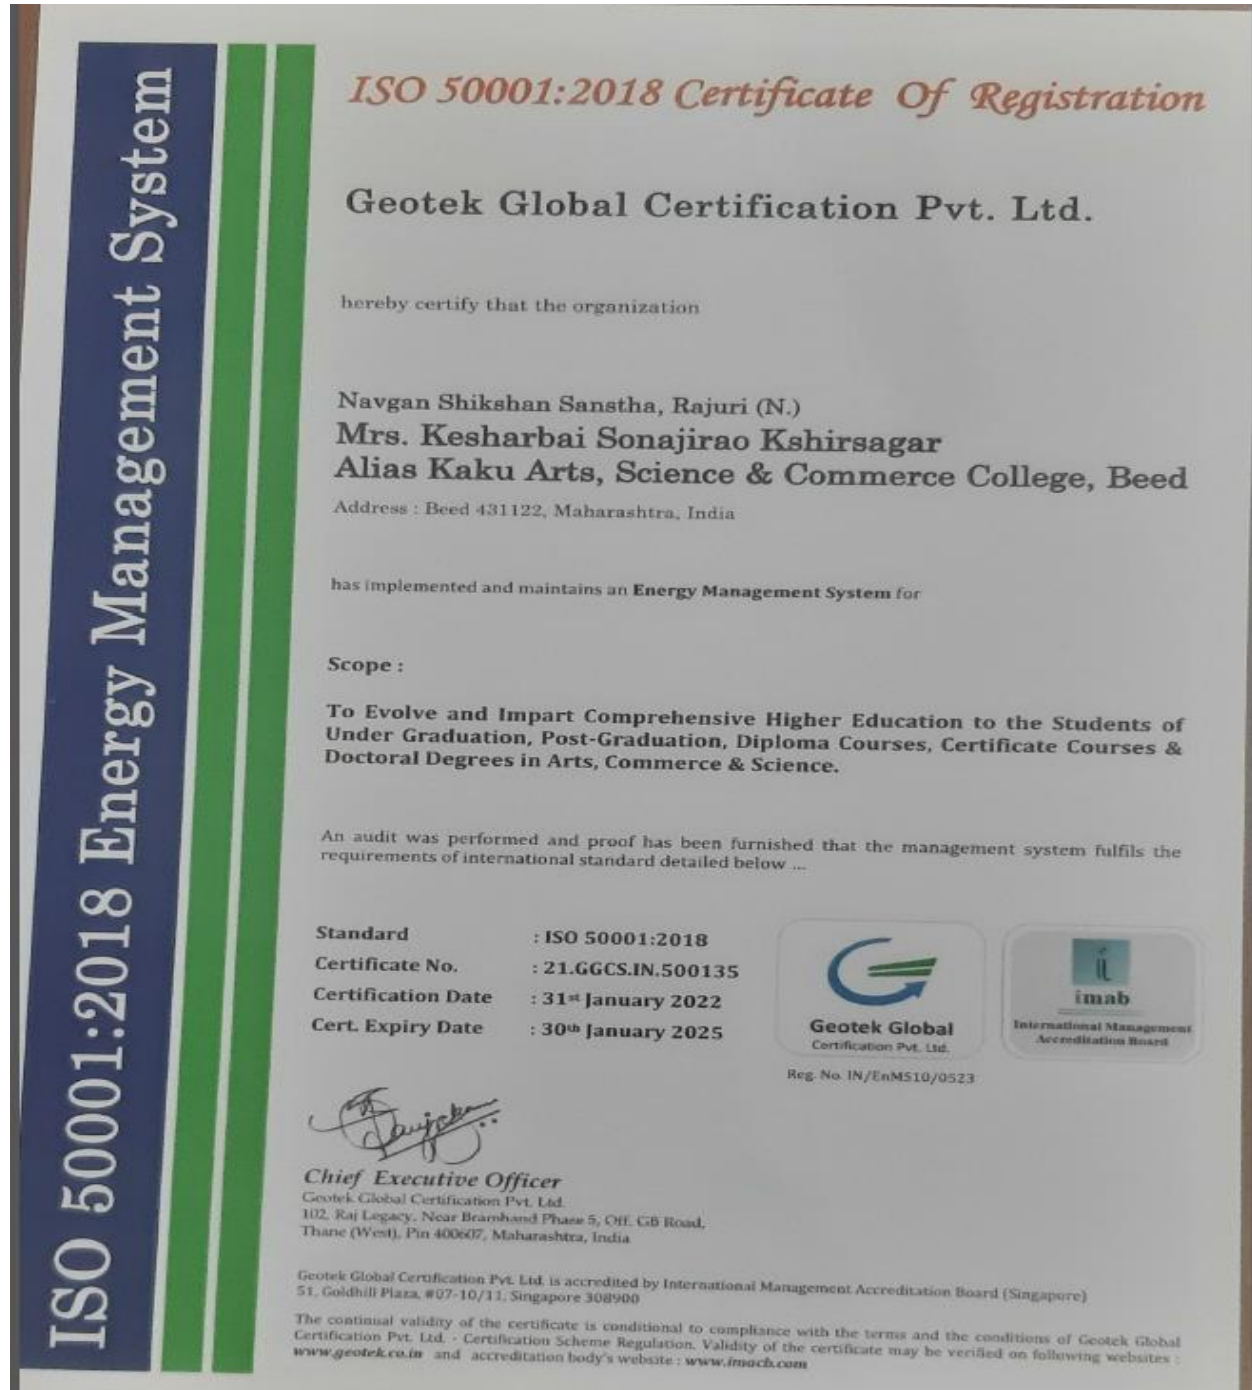 ISO 50001:2018 Energy Management System
ISO 50001:2018 Certificate Of Registration
Geotek Global Certification Pvt. Ltd.
hereby certify that the organization
Navgan Shikshan Sanstha, Rajuri (N.)
Mrs. Kesharbai Sonajirao Kshirsagar
Alias Kaku Arts, Science & Commerce College, Beed
Address : Beed 431122, Maharashtra, India
has implemented and maintains an Energy Management System for
Scope :
To Evolve and Impart Comprehensive Higher Education to the Students of
Under Graduation, Post-Graduation, Diploma Courses, Certificate Courses &
Doctoral Degrees in Arts, Commerce & Science.
An audit was performed and proof has been furnished that the management system fulfils the
requirements of international standard detailed below ...
Standard : ISO 50001:2018
Certificate No. : 21.GGCS.IN.500135
Certification Date : 31st January 2022
Cert. Expiry Date : 30th January 2025
Geotek Global
Certification Pvt. Ltd.
Reg. No. IN/EnMS10/0523
imab
International Management
Accreditation Board
Chief Executive Officer
Geotek Global Certification Pvt. Ltd.
102, Raj Legacy, Near Bramhand Phase 5, Off. GB Road,
Thane (West), Pin 400607, Maharashtra, India
Geotek Global Certification Pvt. Ltd. is accredited by International Management Accreditation Board (Singapore)
51, Goldhill Plaza, #07-10/11, Singapore 308900
The continual validity of the certificate is conditional to compliance with the terms and the conditions of Geotek Global
Certification Pvt. Ltd. - Certification Scheme Regulation. Validity of the certificate may be verified on following websites :
www.geotek.co.in and accreditation body's website : www.imacb.com